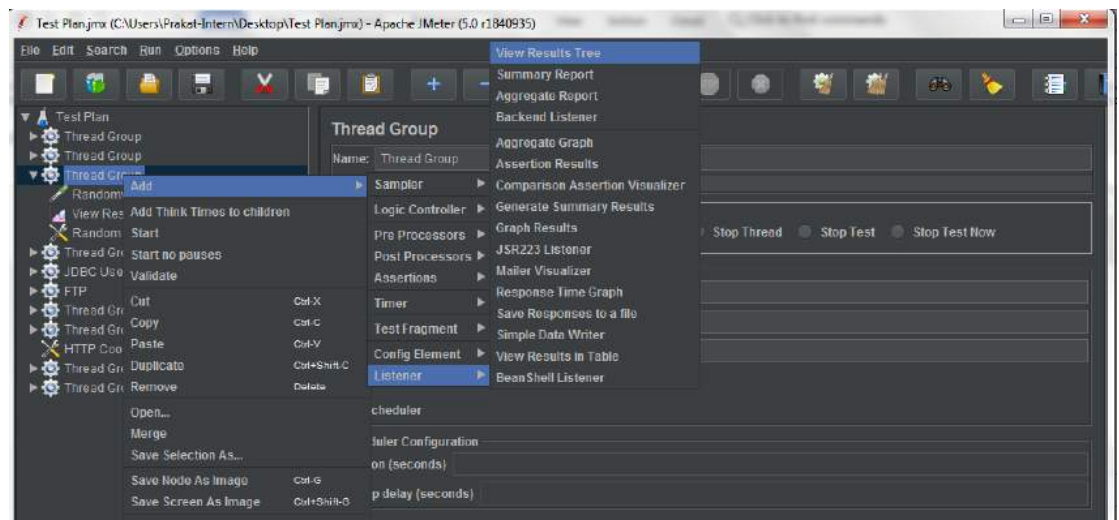 Test Plan.jmx (C:\Users\Prakat-Intern\Desktop\Test Plan.jmx) - Apache JMeter (5.0 r1840935)
File Edit Search Run Options Help
Test Plan
Thread Group
Thread Group
Thread Gr
Random
View Res
Random
Thread Gr
JDBC Use
FTP
Thread Gr
Thread Gr
HTTP Coo
Thread Gr
Thread Gr
Add
Add Think Times to children
Start
Start no pauses
Validate
Cut Ctrl-X
Copy Ctrl-C
Paste Ctrl-V
Duplicate Ctrl+Shift-C
Remove Delete
Open...
Merge
Save Selection As...
Save Node As Image Ctrl-G
Save Screen As Image Ctrl+Shift-G
Thread Group
Name: Thread Group
Sampler
Logic Controller
Pre Processors
Post Processors
Assertions
Timer
Test Fragment
Config Element
Listener
View Results Tree
Summary Report
Aggregate Report
Backend Listener
Aggregate Graph
Assertion Results
Comparison Assertion Visualizer
Generate Summary Results
Graph Results
JSR223 Listener
Mailer Visualizer
Response Time Graph
Save Responses to a file
Simple Data Writer
View Results in Table
BeanShell Listener
Stop Thread Stop Test Stop Test Now
cheduler
duler Configuration
on (seconds)
p delay (seconds)